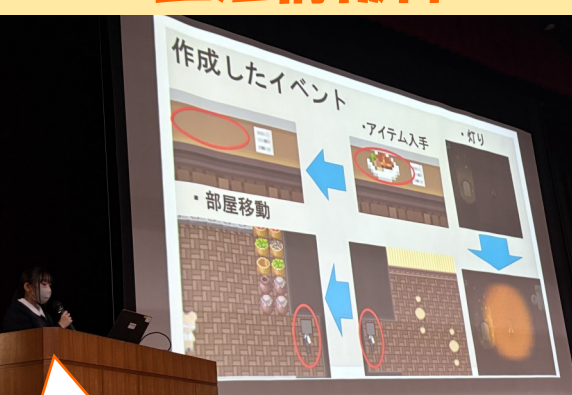 作成したイベント
・アイテム入手
・灯り
・部屋移動